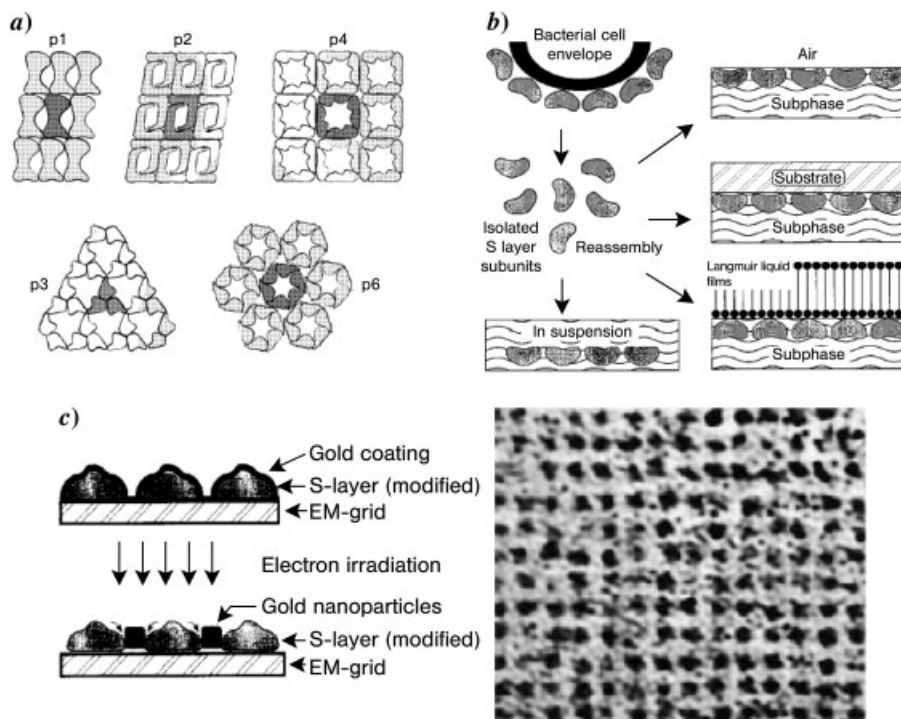 a)
p1
p2
p4
p3
p6
b)
Bacterial cell
envelope
Isolated
S layer
subunits
Reassembly
In suspension
Air
Subphase
Substrate
Subphase
Langmuir liquid
films
Subphase
c)
Gold coating
S-layer (modified)
EM-grid
Electron irradiation
Gold nanoparticles
S-layer (modified)
EM-grid